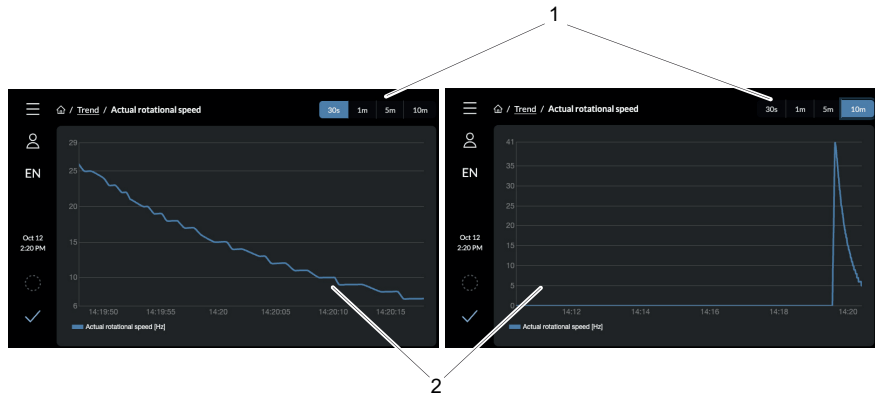 1
/ Trend / Actual rotational speed 30s 1m 5m 10m
EN
Oct 12
2:20 PM
29
25
20
15
10
6
14:19:50 14:19:55 14:20 14:20:05 14:20:10 14:20:15
Actual rotational speed [Hz]
/ Trend / Actual rotational speed 30s 1m 5m 10m
EN
Oct 12
2:20 PM
41
35
30
25
20
15
10
5
0
14:12 14:14 14:16 14:18 14:20
Actual rotational speed [Hz]
2